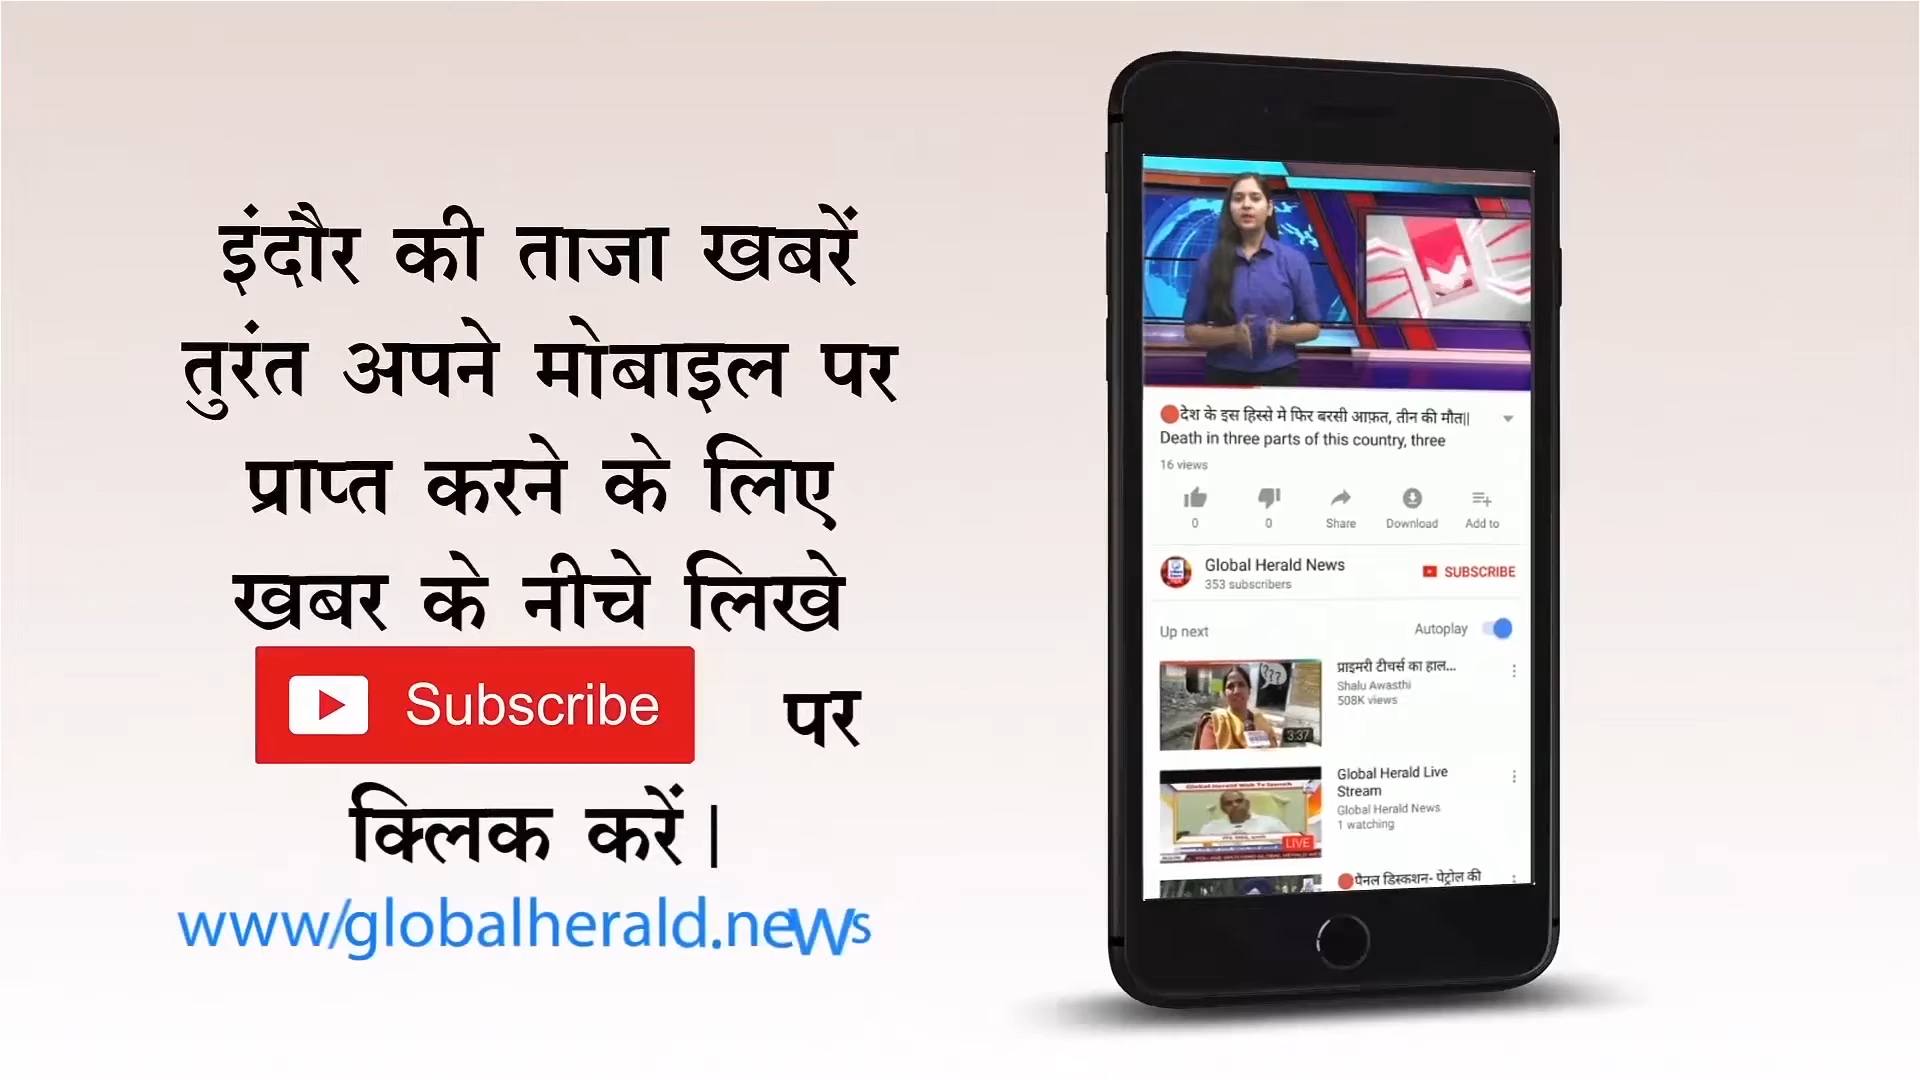 इंदौर की ताजा खबरें
तुरंत अपने मोबाइल पर
प्राप्त करने के लिए
खबर के नीचे लिखे
Subscribe पर
क्लिक करें|
www/globalherald.news
🔴देश के इस हिस्से मे फिर बरसी आफ़त, तीन की मौत||
Death in three parts of this country, three
16 views
0 0 Share Download Add to
Global Herald News
353 subscribers
SUBSCRIBE
Up next Autoplay
???
3:37
प्राइमरी टीचर्स का हाल...
Shalu Awasthi
508K views
LIVE
Global Herald Live
Stream
Global Herald News
1 watching
🔴पैनल डिस्कशन- पेट्रोल की